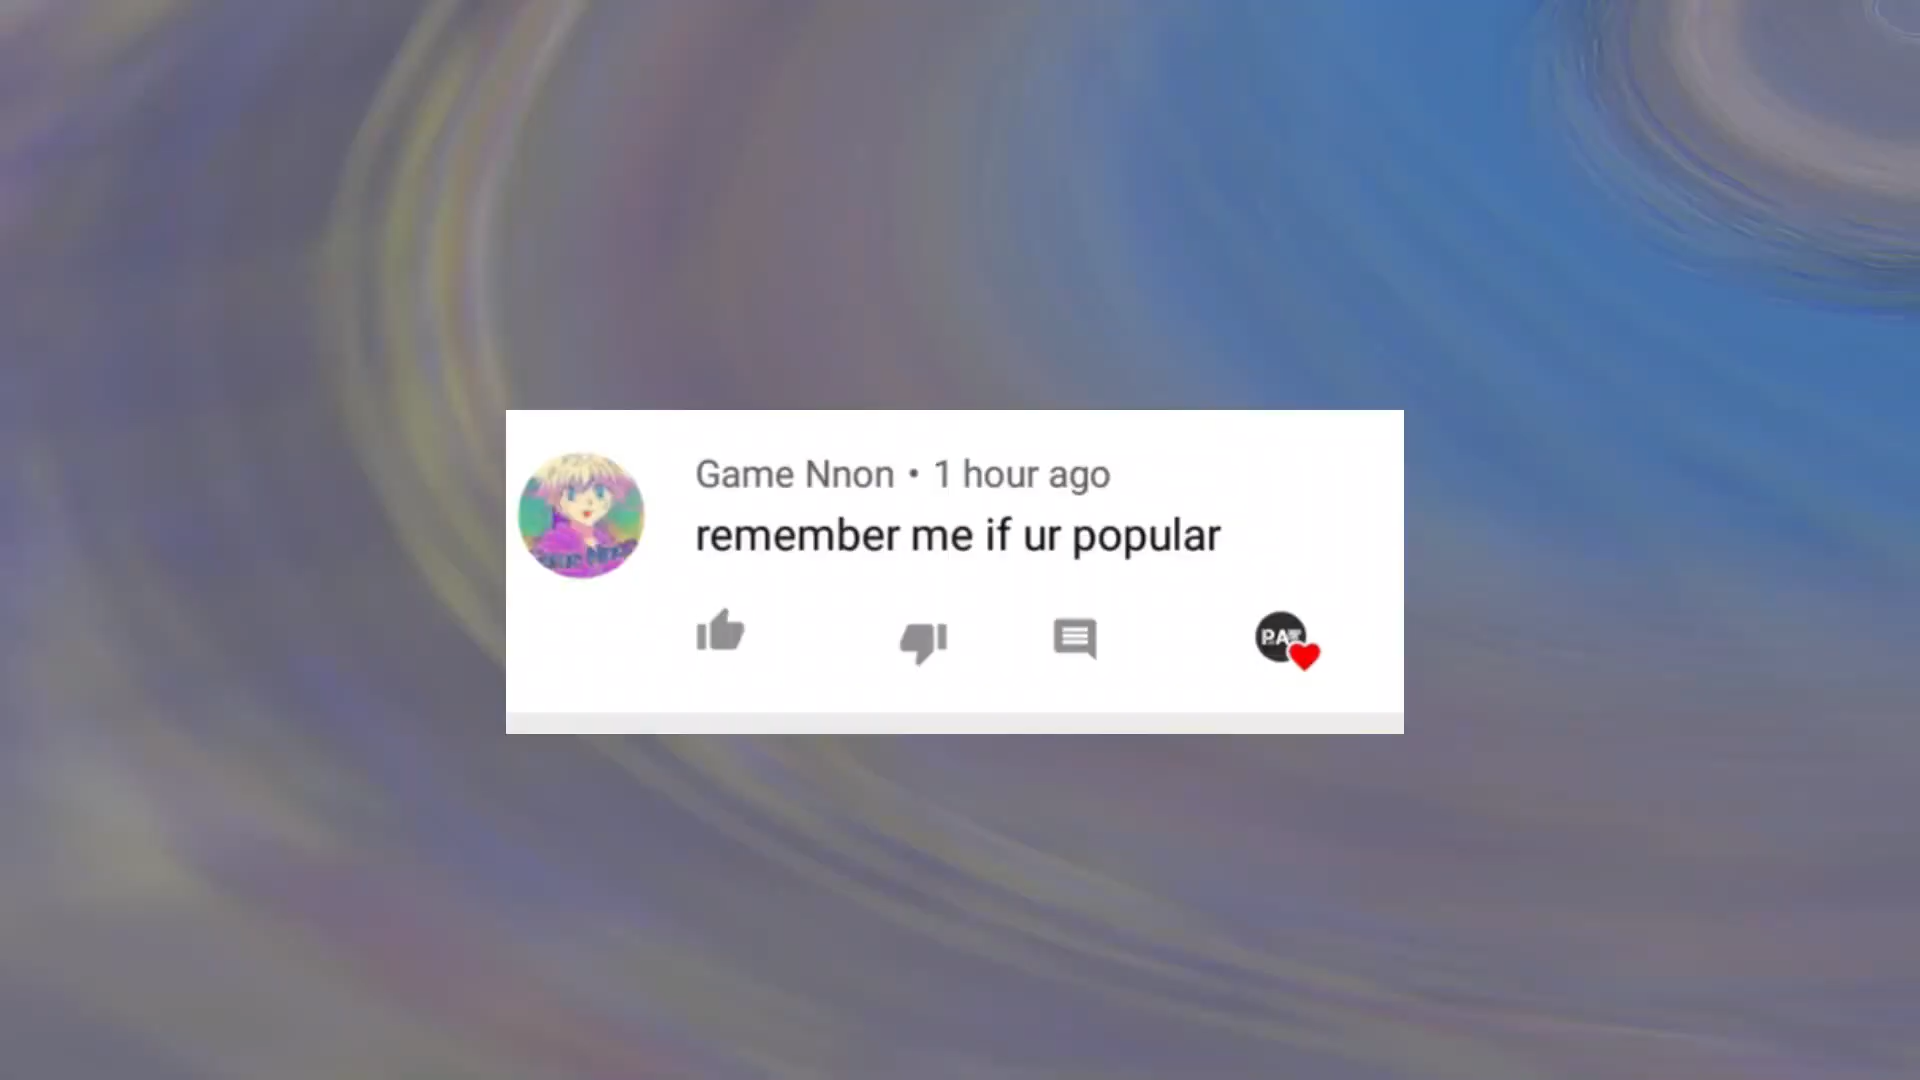 Game Nnon • 1 hour ago
remember me if ur popular